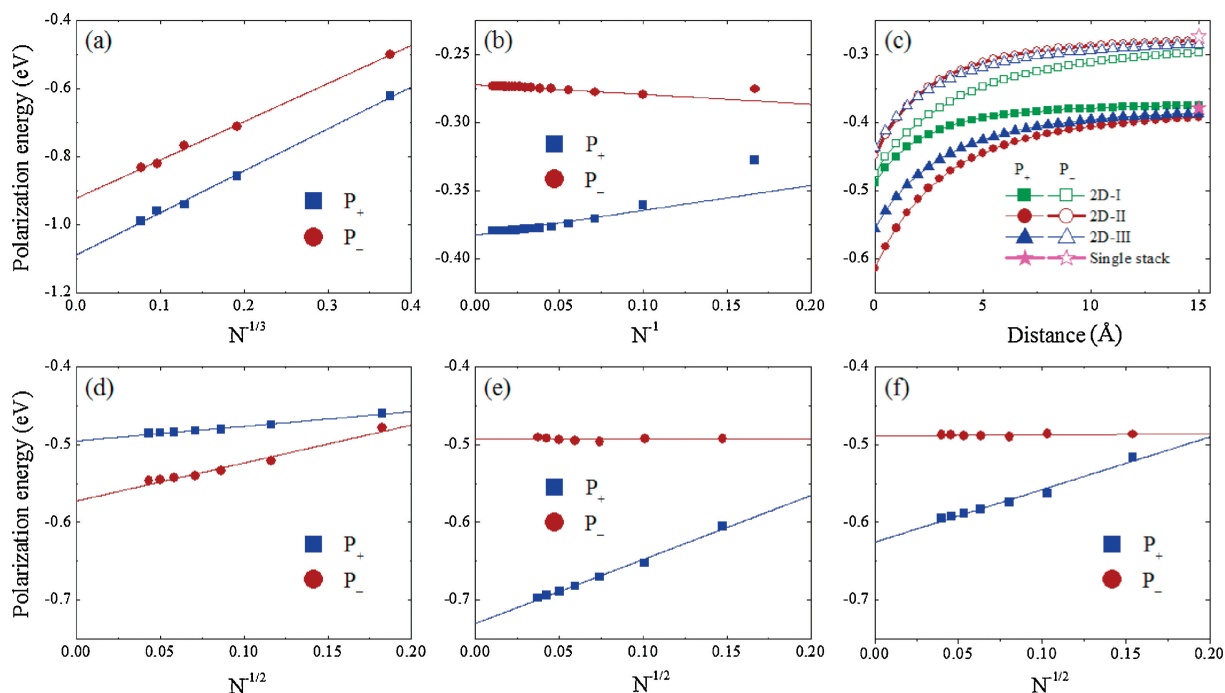 (a)
Polarization energy (eV)
-0.4
-0.6
-0.8
-1.0
-1.2
P+
P−
0.0 0.1 0.2 0.3 0.4
N^-1/3
(b)
-0.25
-0.30
-0.35
-0.40
P+
P−
0.00 0.05 0.10 0.15 0.20
N^-1
(c)
-0.3
-0.4
-0.5
-0.6
P+ P−
2D-I
2D-II
2D-III
Single stack
0 5 10 15
Distance (Å)
(d)
Polarization energy (eV)
-0.4
-0.5
-0.6
-0.7
P+
P−
0.00 0.05 0.10 0.15 0.20
N^-1/2
(e)
-0.4
-0.5
-0.6
-0.7
P+
P−
0.00 0.05 0.10 0.15 0.20
N^-1/2
(f)
-0.4
-0.5
-0.6
-0.7
P+
P−
0.00 0.05 0.10 0.15 0.20
N^-1/2